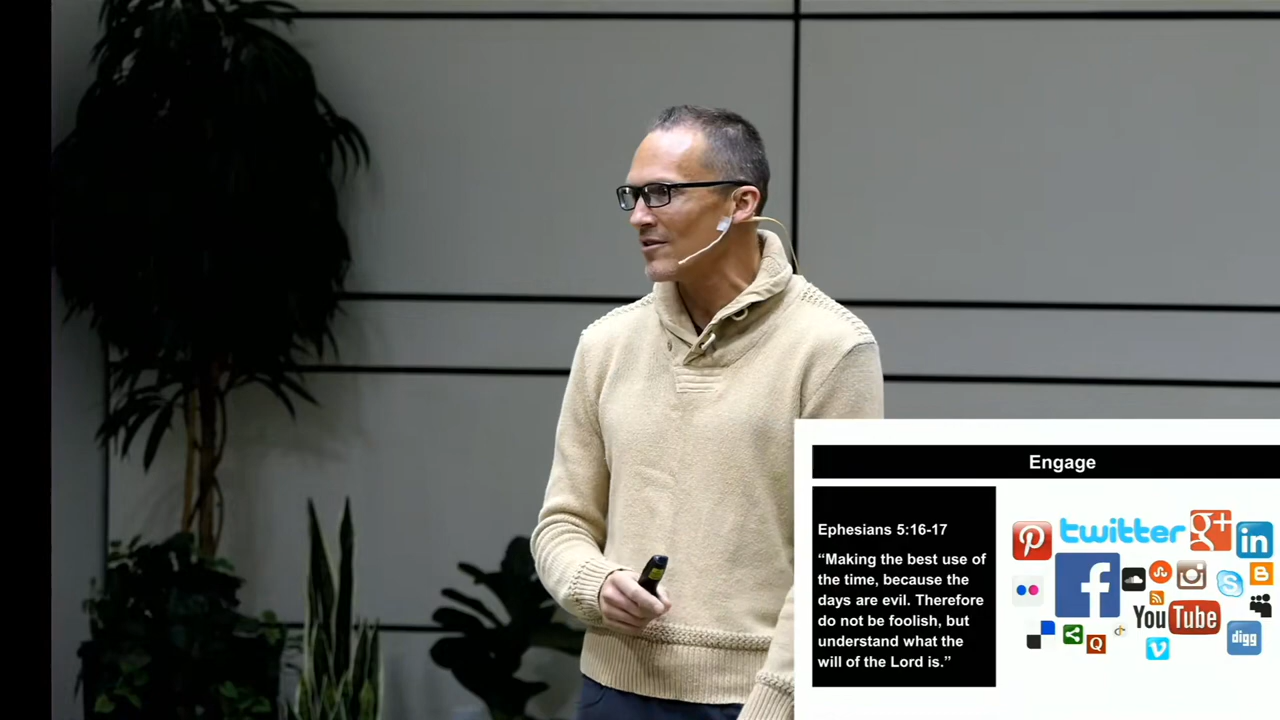 Engage
Ephesians 5:16-17
“Making the best use of
the time, because the
days are evil. Therefore
do not be foolish, but
understand what the
will of the Lord is.”
twitter
g+
in
f
You Tube
digg